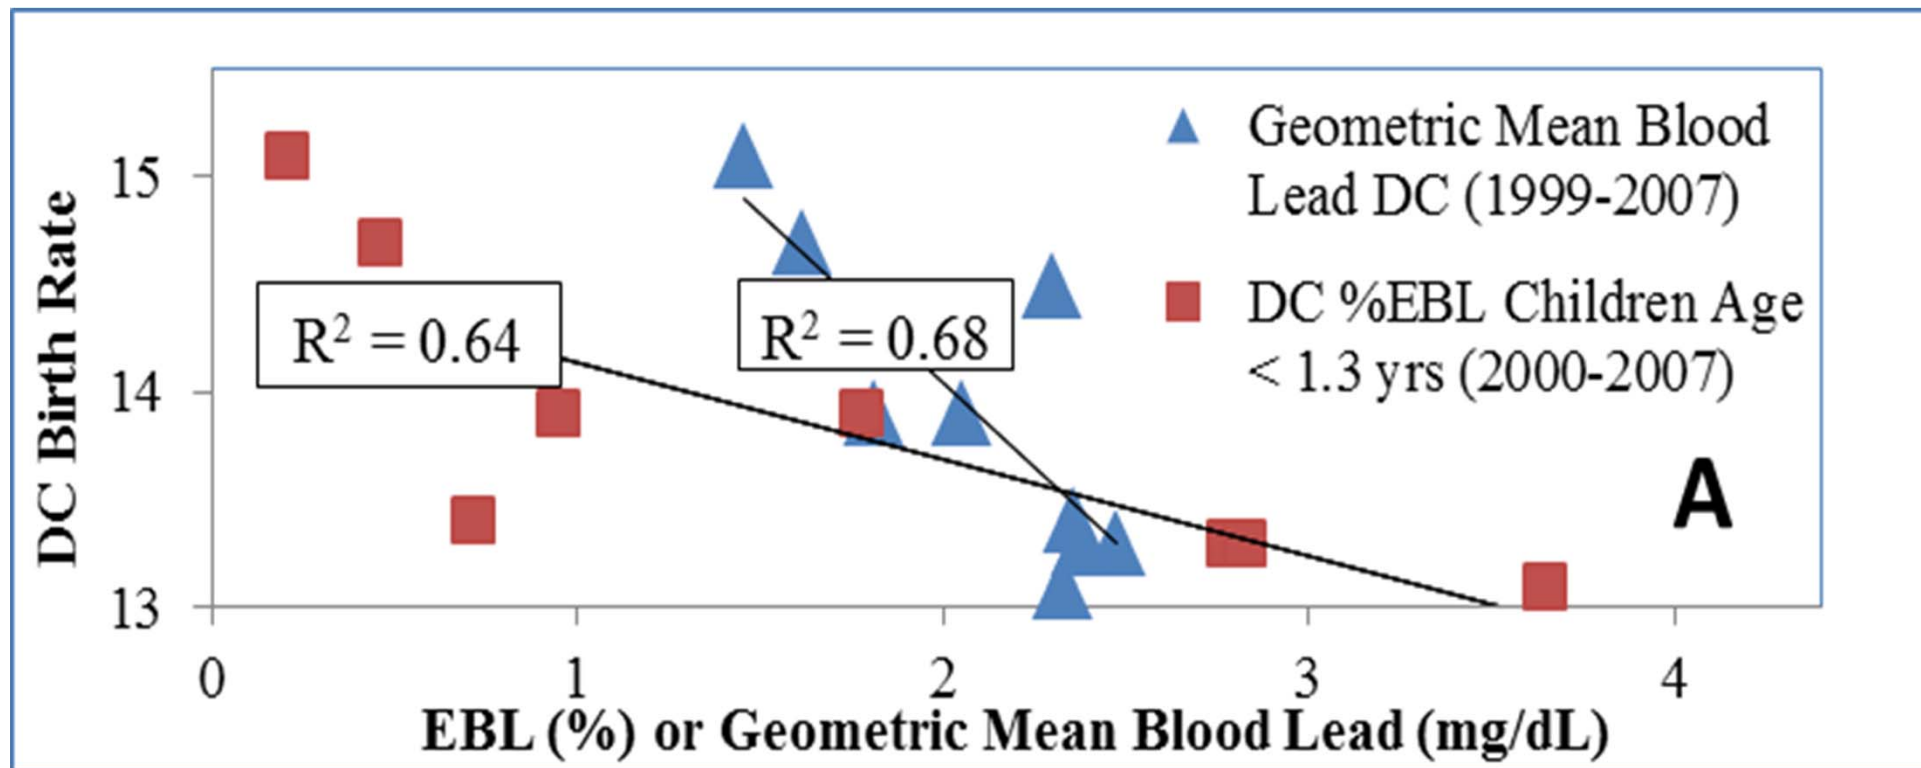 Geometric Mean Blood
Lead DC (1999-2007)
DC %EBL Children Age
< 1.3 yrs (2000-2007)
R² = 0.64
R² = 0.68
A
DC Birth Rate
15
14
13
0 1 2 3 4
EBL (%) or Geometric Mean Blood Lead (mg/dL)